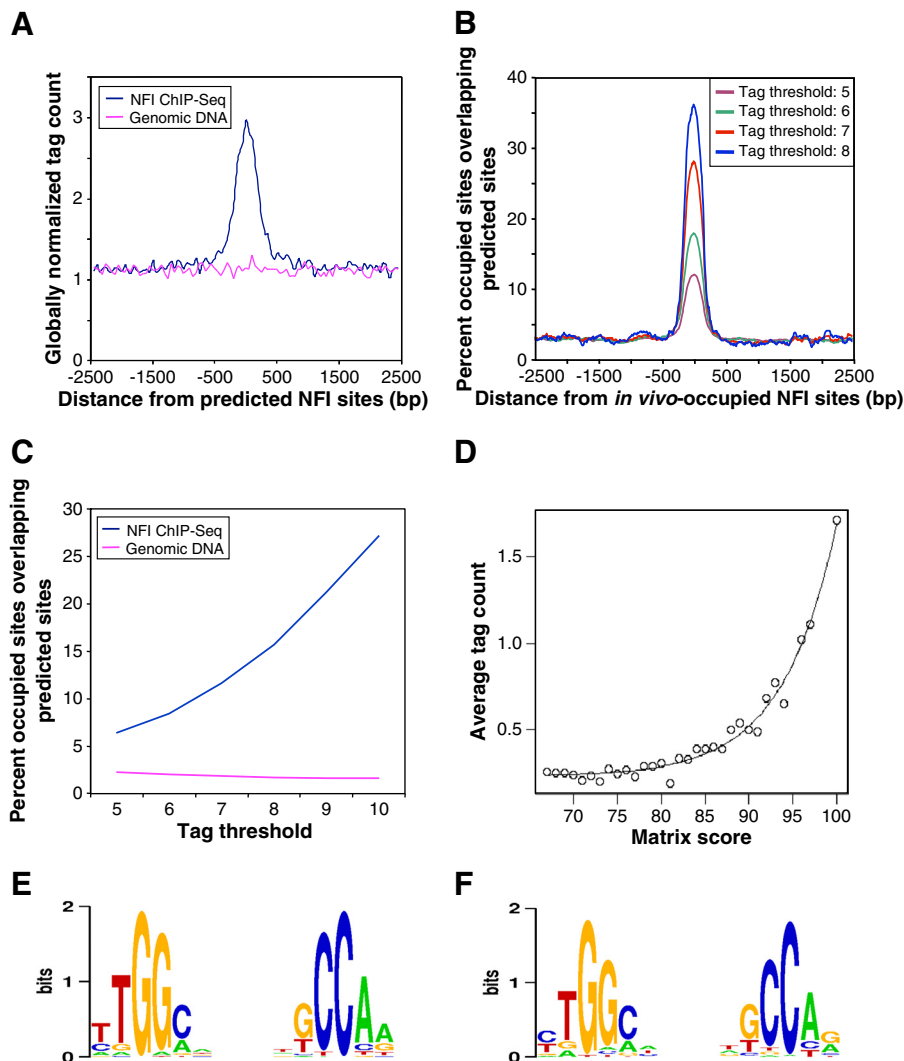 A
Globally normalized tag count
3
2
1
0
NFI ChIP-Seq
Genomic DNA
-2500 -1500 -500 500 1500 2500
Distance from predicted NFI sites (bp)
B
Percent occupied sites overlapping
predicted sites
40
30
20
10
0
Tag threshold: 5
Tag threshold: 6
Tag threshold: 7
Tag threshold: 8
-2500 -1500 -500 500 1500 2500
Distance from in vivo-occupied NFI sites (bp)
C
Percent occupied sites overlapping
predicted sites
30
25
20
15
10
5
0
NFI ChIP-Seq
Genomic DNA
5 6 7 8 9 10
Tag threshold
D
Average tag count
1.5
1.0
0.5
70 75 80 85 90 95 100
Matrix score
E
bits
2
1
0
TTGGC GCCAA
F
bits
2
1
0
CTGGC GCCAG